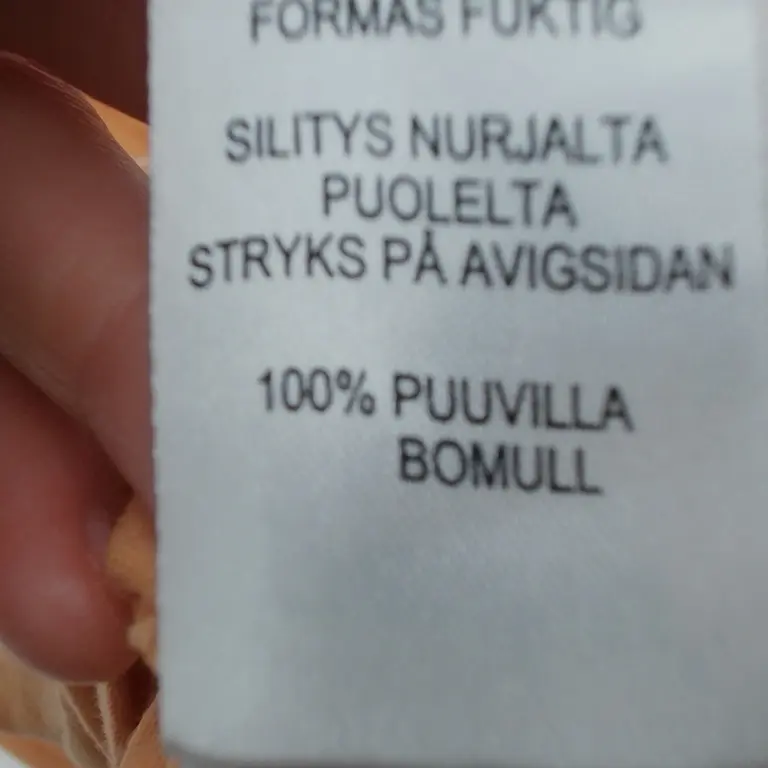 FORMAS FUKTIG
SILITYS NURJALTA
PUOLELTA
STRYKS PÅ AVIGSIDAN
100% PUUVILLA
BOMULL